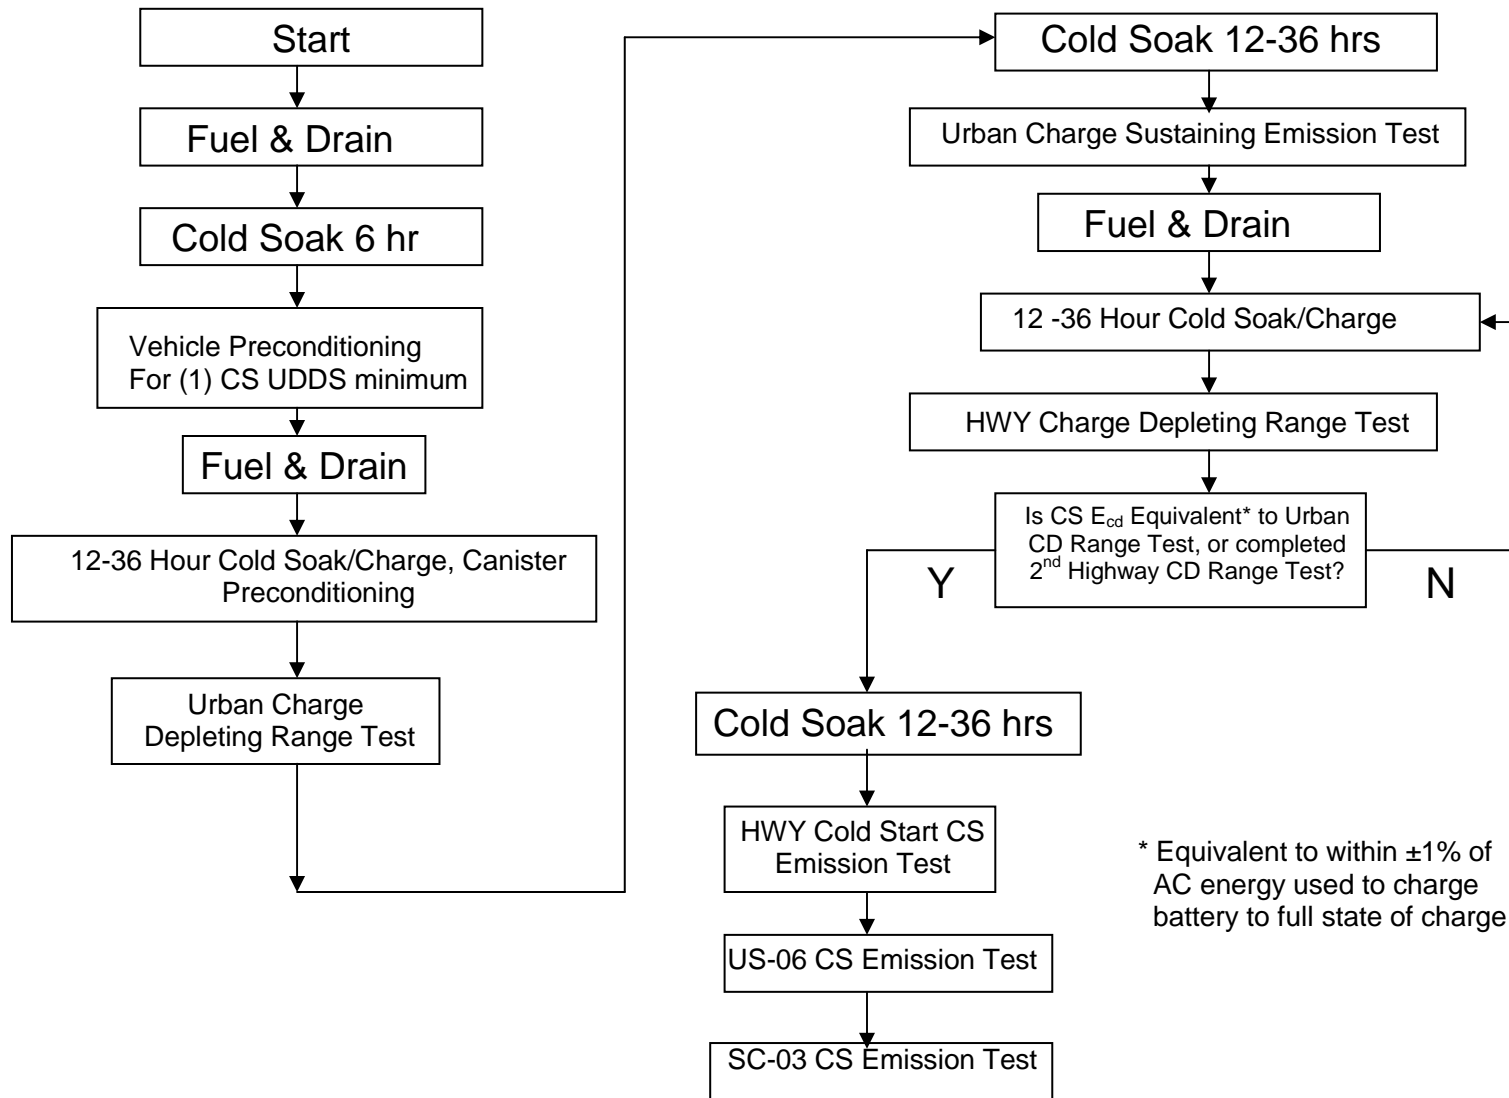 Start
Fuel & Drain
Cold Soak 6 hr
Vehicle Preconditioning
For (1) CS UDDS minimum
Fuel & Drain
12-36 Hour Cold Soak/Charge, Canister
Preconditioning
Urban Charge
Depleting Range Test
Cold Soak 12-36 hrs
Urban Charge Sustaining Emission Test
Fuel & Drain
12 -36 Hour Cold Soak/Charge
HWY Charge Depleting Range Test
Is CS Ecd Equivalent* to Urban
CD Range Test, or completed
2nd Highway CD Range Test?
Y
N
Cold Soak 12-36 hrs
HWY Cold Start CS
Emission Test
US-06 CS Emission Test
SC-03 CS Emission Test
* Equivalent to within ±1% of
AC energy used to charge
battery to full state of charge